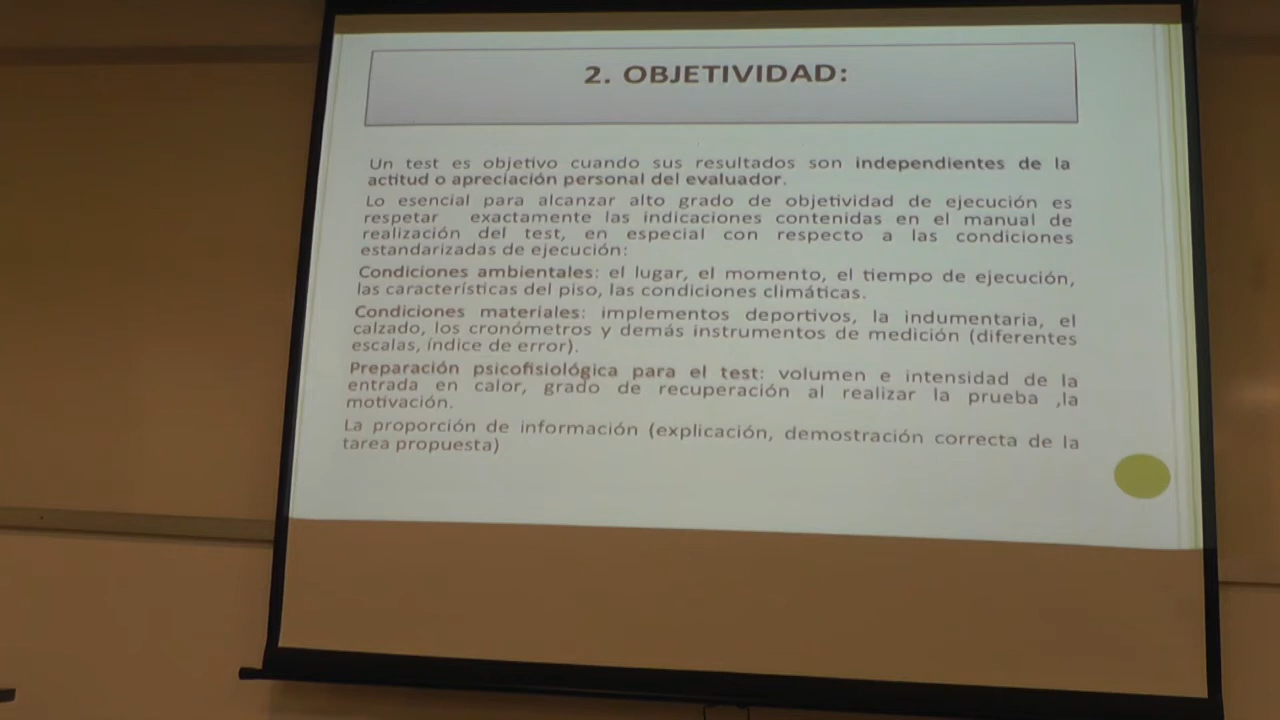 2. OBJETIVIDAD:
Un test es objetivo cuando sus resultados son independientes de la
actitud o apreciación personal del evaluador.
Lo esencial para alcanzar alto grado de objetividad de ejecución es
respetar exactamente las indicaciones contenidas en el manual de
realización del test, en especial con respecto a las condiciones
estandarizadas de ejecución:
Condiciones ambientales: el lugar, el momento, el tiempo de ejecución,
las características del piso, las condiciones climáticas.
Condiciones materiales: implementos deportivos, la indumentaria, el
calzado, los cronómetros y demás instrumentos de medición (diferentes
escalas, índice de error).
Preparación psicofisiológica para el test: volumen e intensidad de la
entrada en calor, grado de recuperación al realizar la prueba ,la
motivación.
La proporción de información (explicación, demostración correcta de la
tarea propuesta)